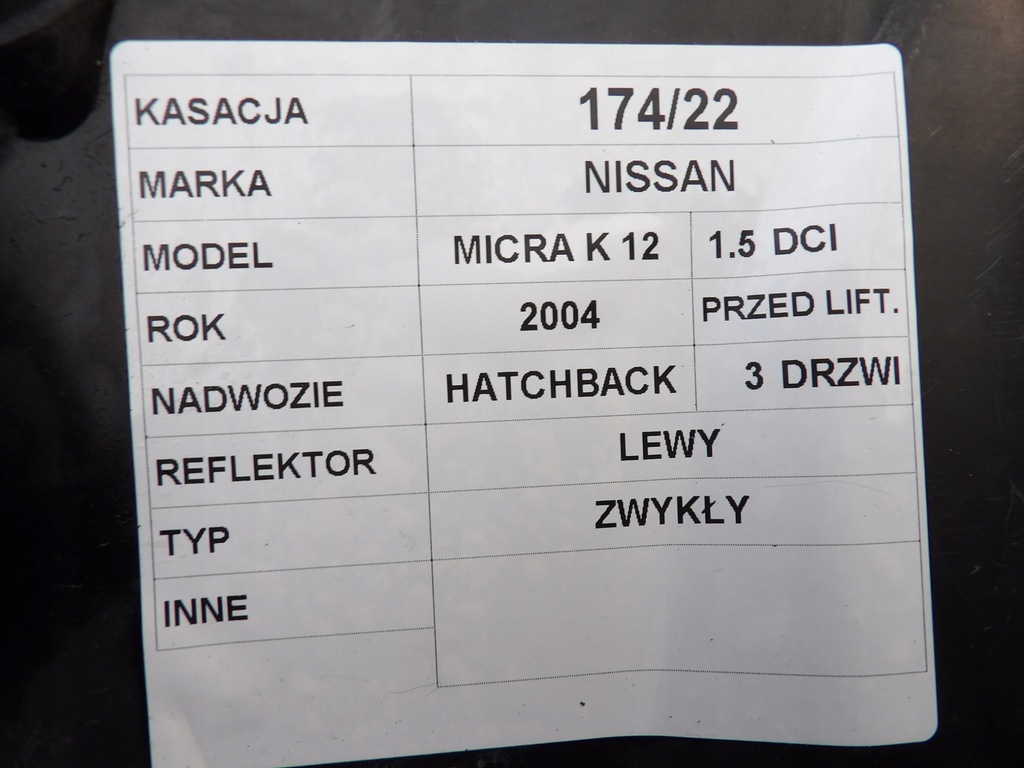 KASACJA 174/22
MARKA NISSAN
MODEL MICRA K 12 1.5 DCI
ROK 2004 PRZED LIFT.
NADWOZIE HATCHBACK 3 DRZWI
REFLEKTOR LEWY
TYP ZWYKŁY
INNE